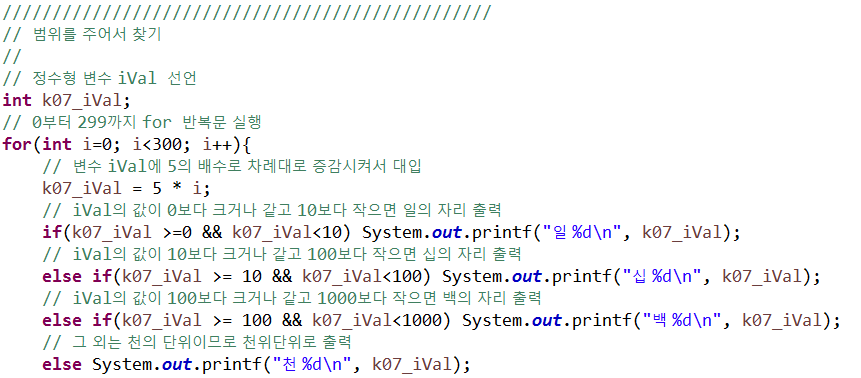 /////////////////////////////////////////////////
// 범위를 주어서 찾기
//
// 정수형 변수 iVal 선언
int k07_iVal;
// 0부터 299까지 for 반복문 실행
for(int i=0; i<300; i++){
    // 변수 iVal에 5의 배수로 차례대로 증감시켜서 대입
    k07_iVal = 5 * i;
    // iVal의 값이 0보다 크거나 같고 10보다 작으면 일의 자리 출력
    if(k07_iVal >=0 && k07_iVal<10) System.out.printf("일 %d\n", k07_iVal);
    // iVal의 값이 10보다 크거나 같고 100보다 작으면 십의 자리 출력
    else if(k07_iVal >= 10 && k07_iVal<100) System.out.printf("십 %d\n", k07_iVal);
    // iVal의 값이 100보다 크거나 같고 1000보다 작으면 백의 자리 출력
    else if(k07_iVal >= 100 && k07_iVal<1000) System.out.printf("백 %d\n", k07_iVal);
    // 그 외는 천의 단위이므로 천위단위로 출력
    else System.out.printf("천 %d\n", k07_iVal);